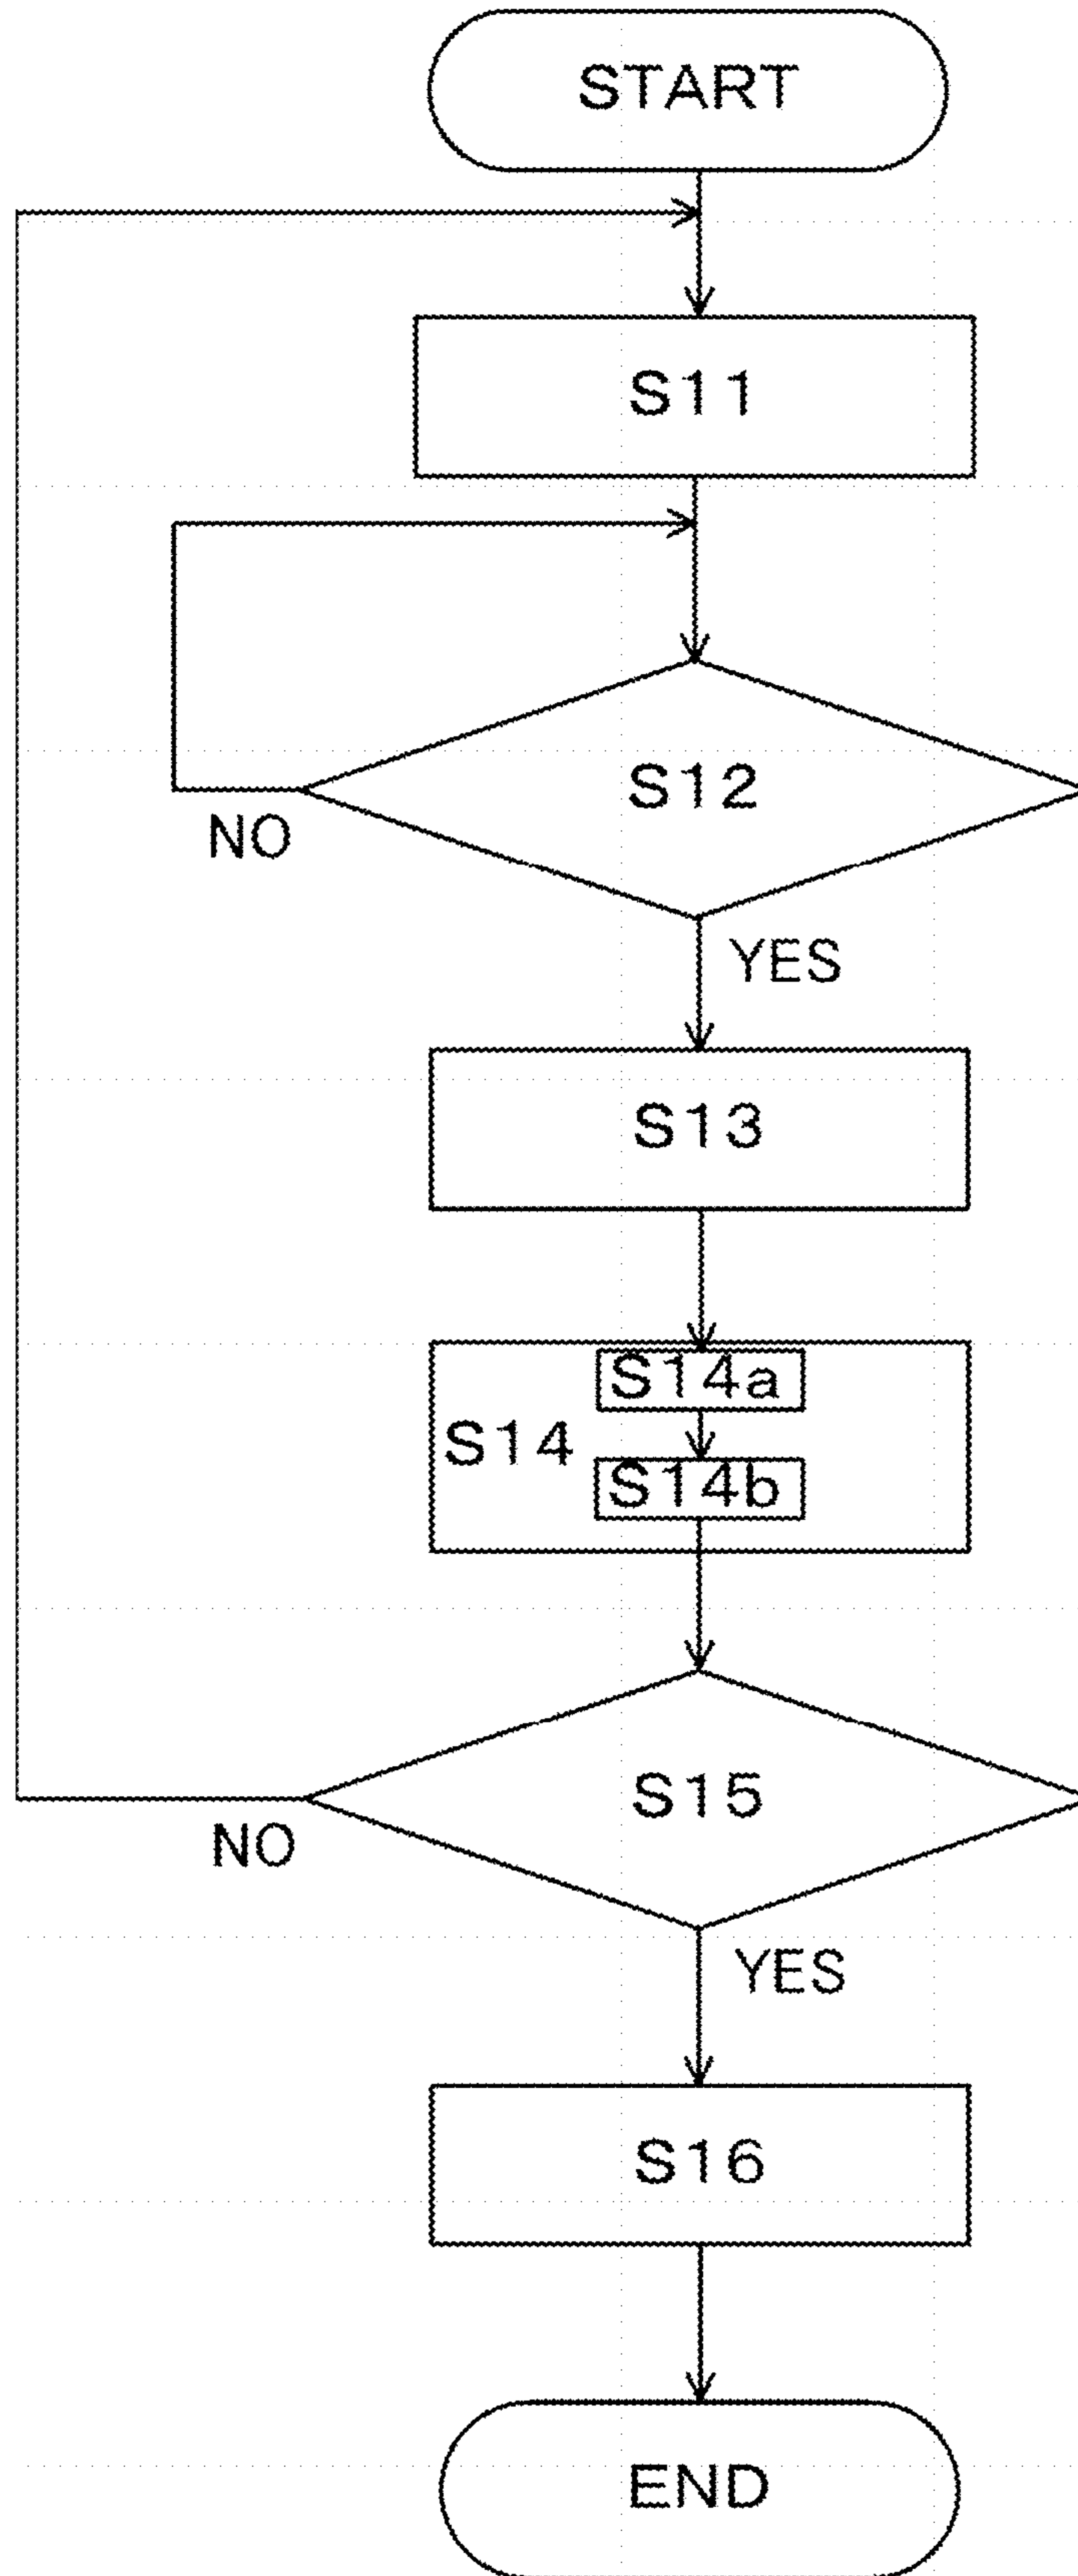 START
S11
S12
NO
YES
S13
S14a
S14
S14b
S15
NO
YES
S16
END